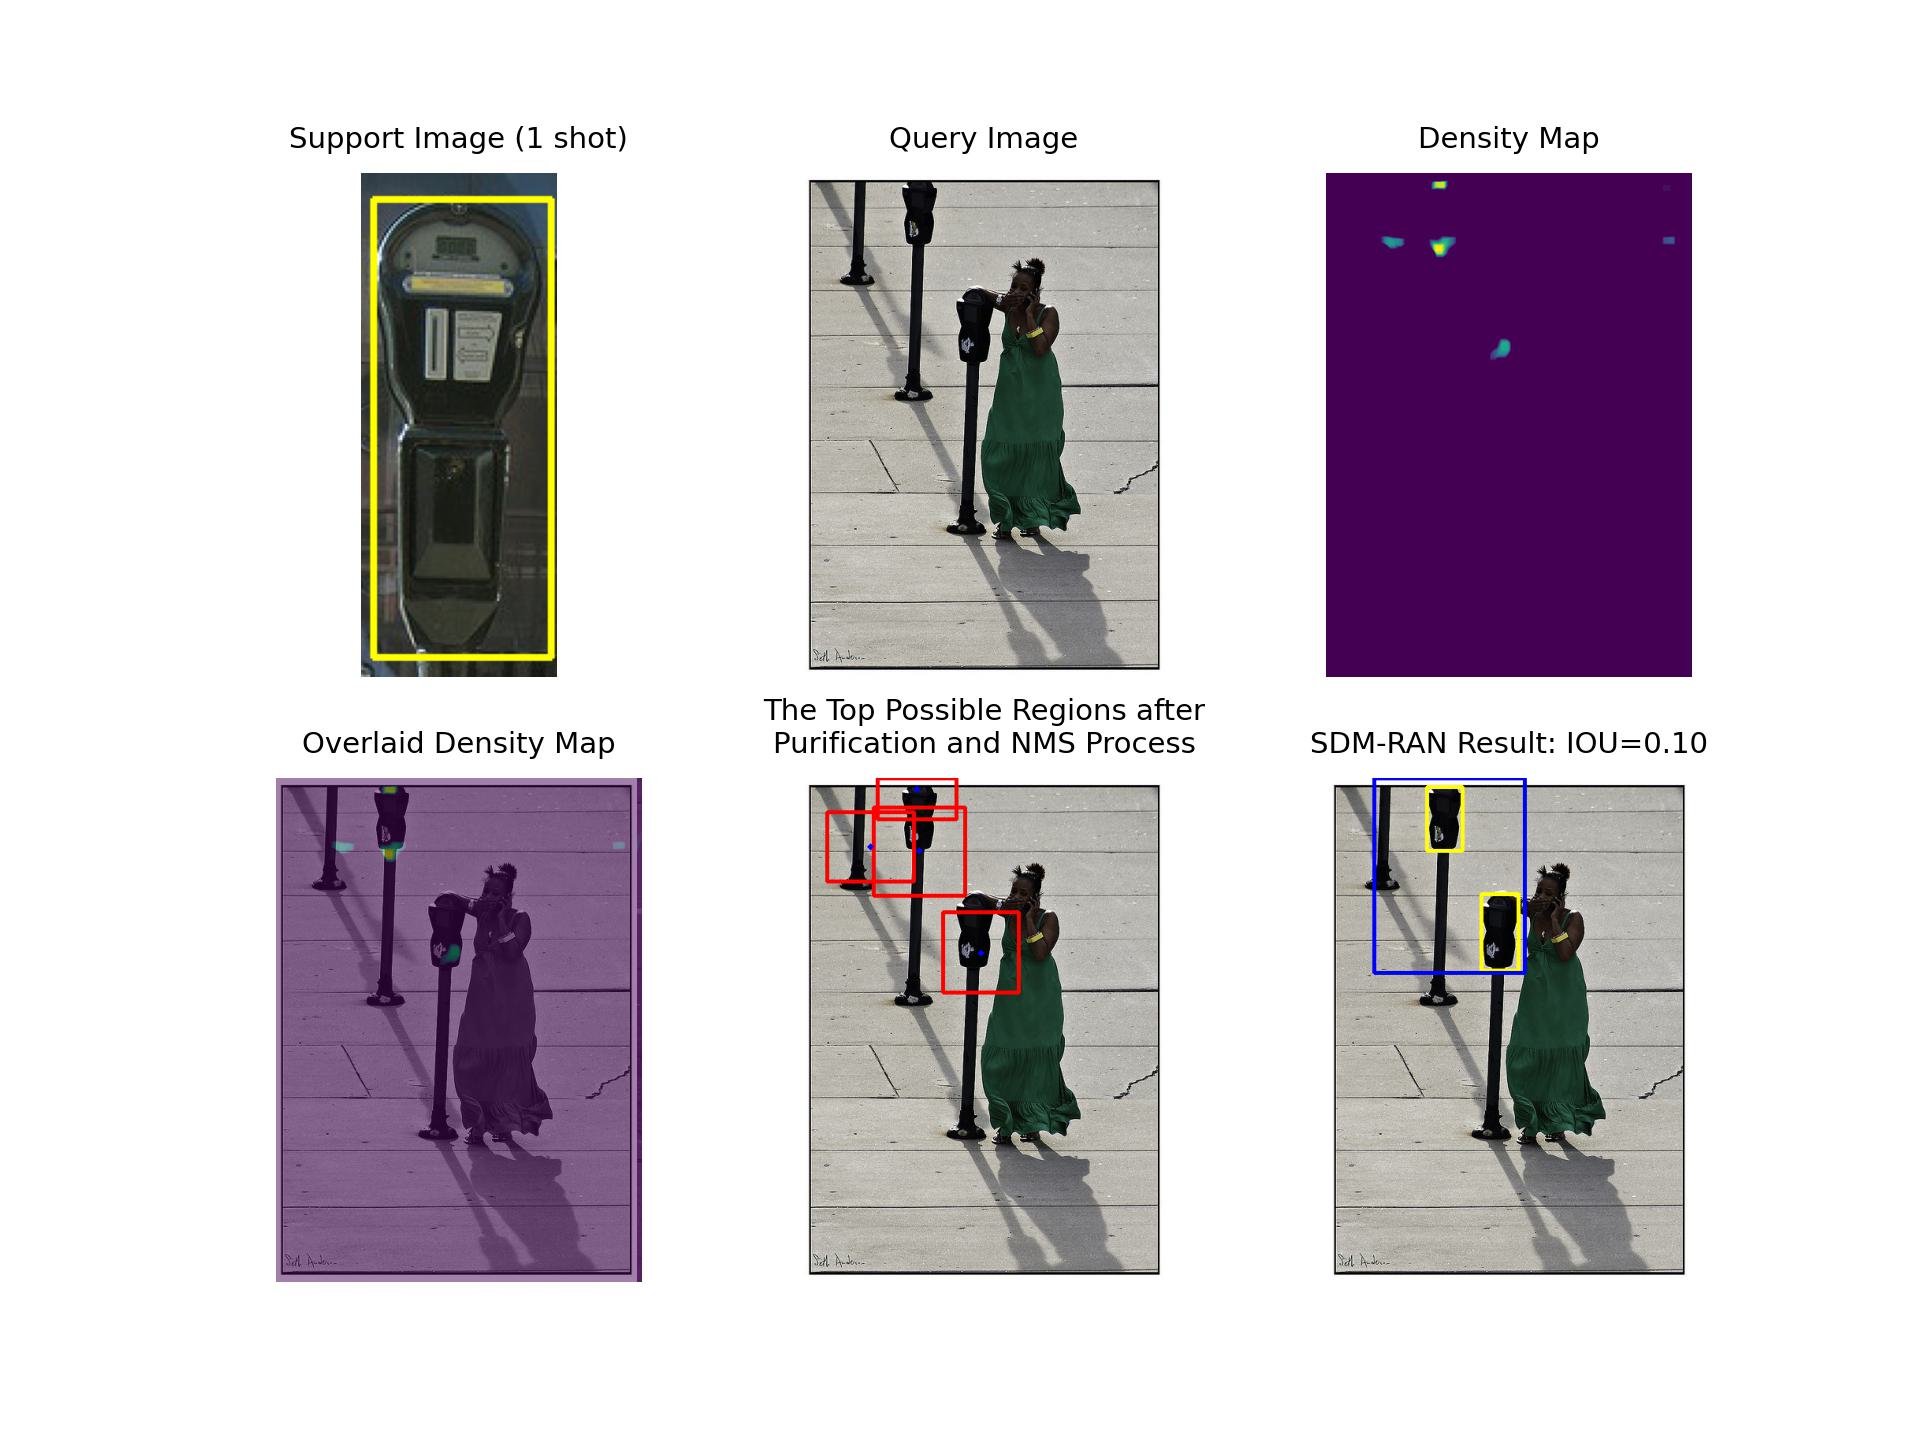 Support Image (1 shot)
Query Image
Density Map
Overlaid Density Map
The Top Possible Regions after
Purification and NMS Process
SDM-RAN Result: IOU=0.10